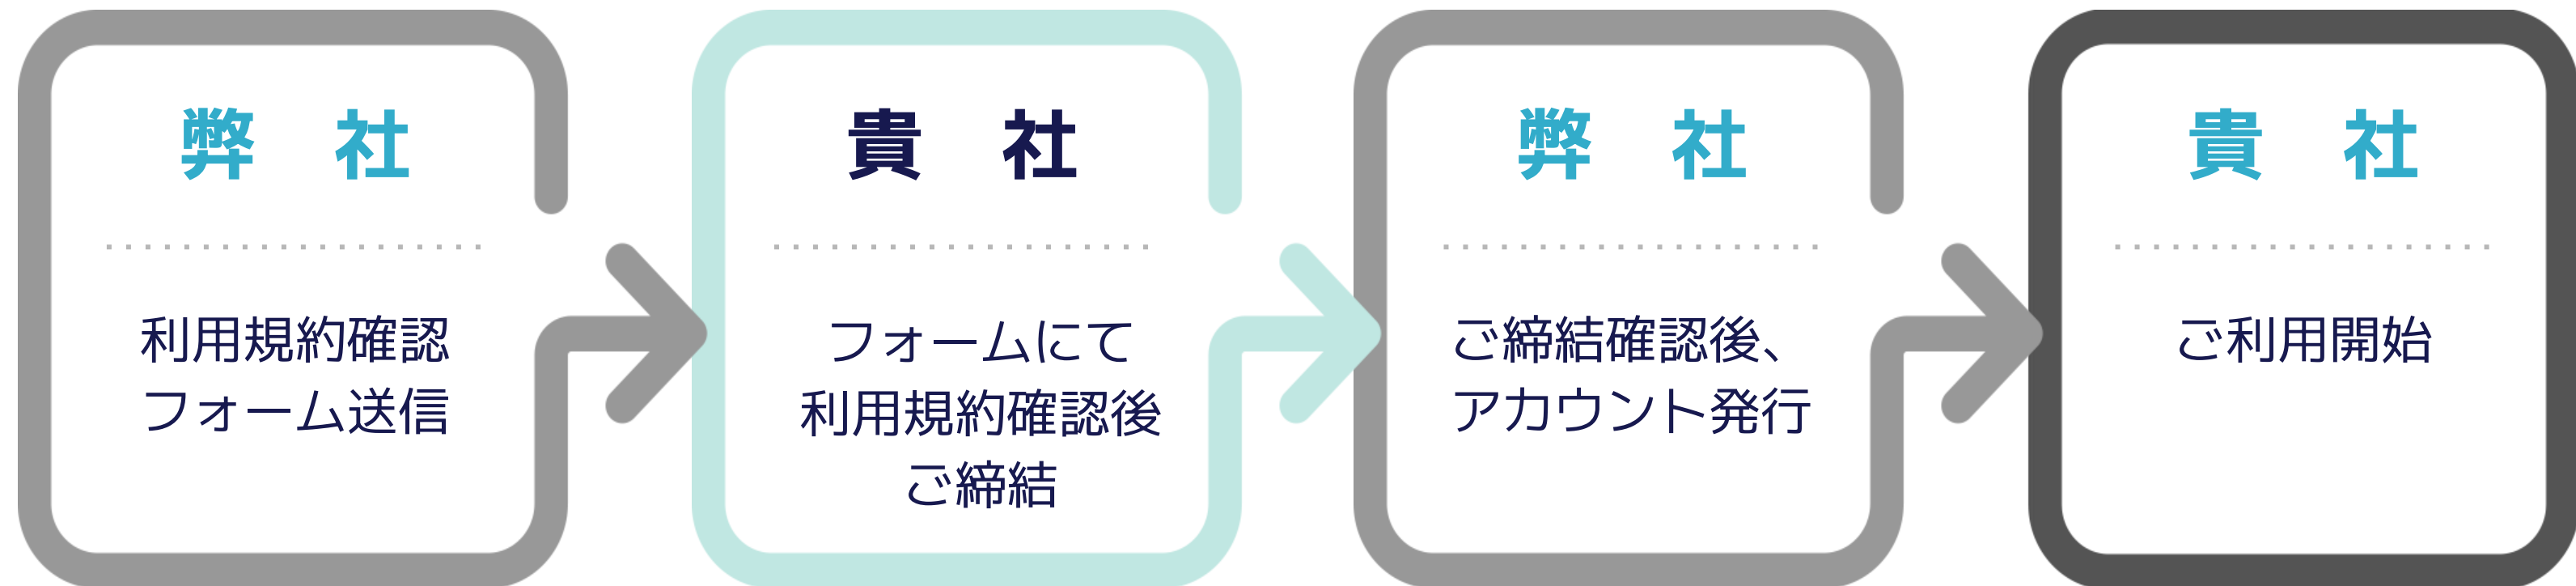 弊 社
利用規約確認
フォーム送信
貴 社
フォームにて
利用規約確認後
ご締結
弊 社
ご締結確認後、
アカウント発行
貴 社
ご利用開始